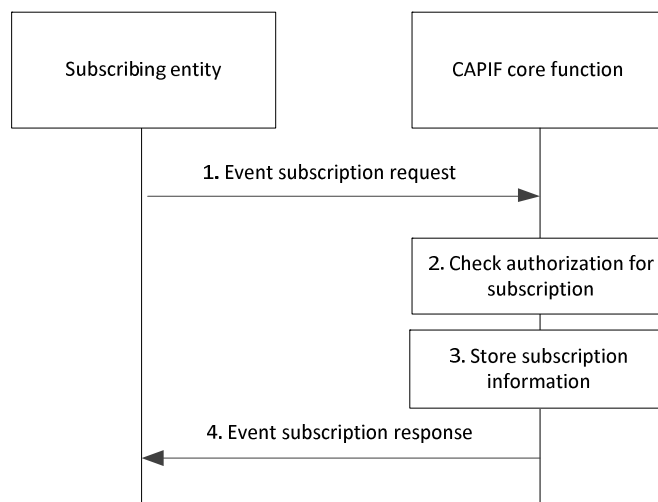 Subscribing entity
CAPIF core function
1. Event subscription request
2. Check authorization for
subscription
3. Store subscription
information
4. Event subscription response